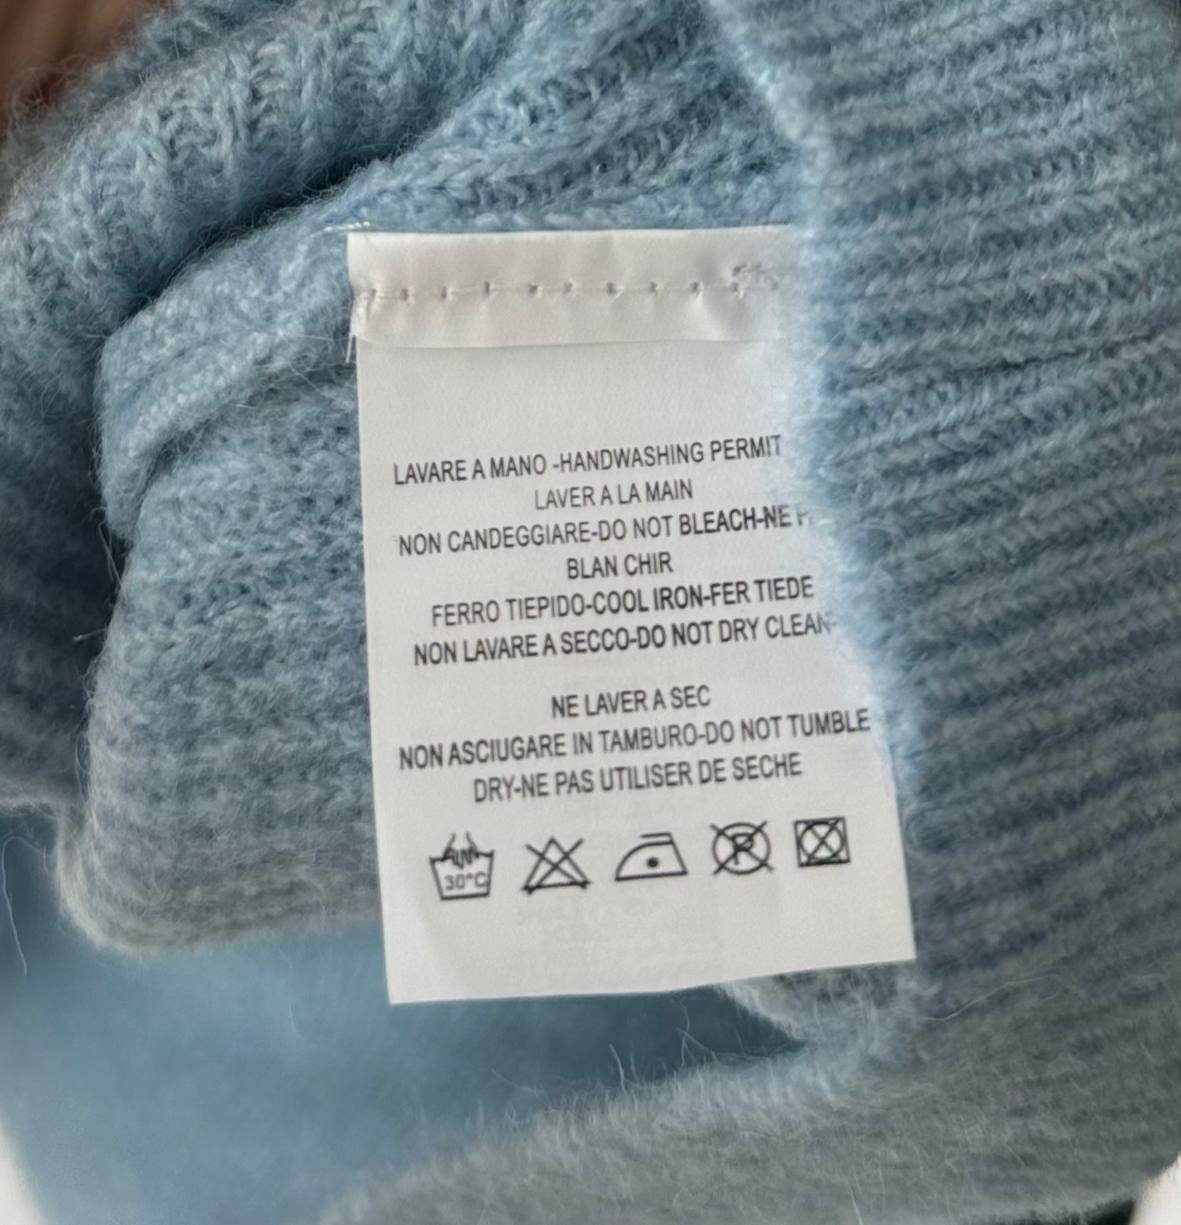 LAVARE A MANO -HANDWASHING PERMIT
LAVER A LA MAIN
NON CANDEGGIARE-DO NOT BLEACH-NE
BLAN CHIR
FERRO TIEPIDO-COOL IRON-FER TIEDE
NON LAVARE A SECCO-DO NOT DRY CLEAN-
NE LAVER A SEC
NON ASCIUGARE IN TAMBURO-DO NOT TUMBLE
DRY-NE PAS UTILISER DE SECHE
30°C
P